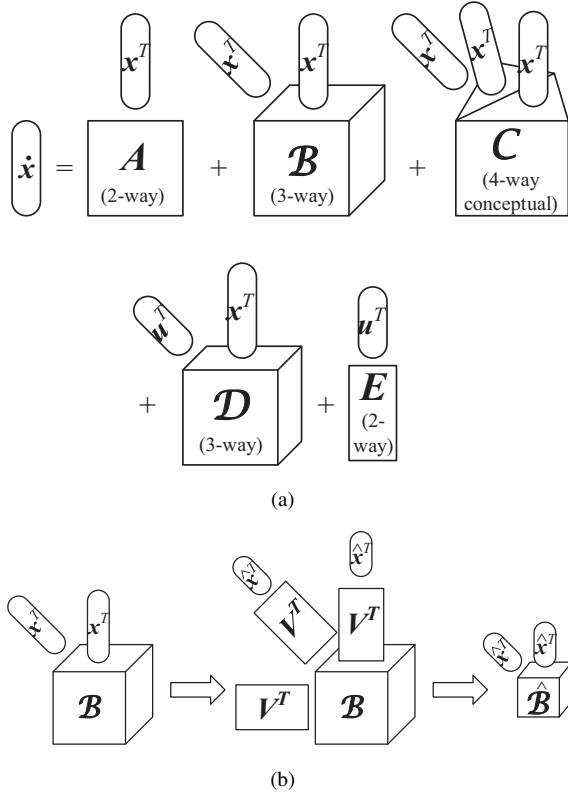 ẋ = A (2-way) x^T + B (3-way) x^T x^T + C (4-way conceptual) x^T x^T x^T
+ D (3-way) u^T x^T + E (2-way) u^T
(a)
x^T x^T B
x̂^T x̂^T V^T V^T V^T B
x̂^T x̂^T B̂
(b)